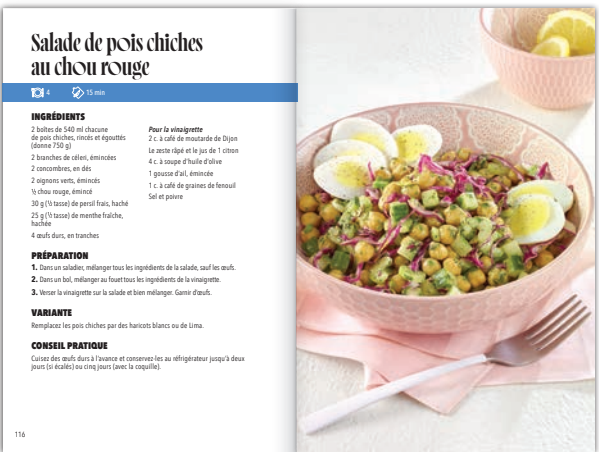 Salade de pois chiches
au chou rouge
4
15 min
INGRÉDIENTS
2 boîtes de 540 ml chacune
de pois chiches, rincés et égouttés
(donne 750 g)
2 branches de céleri, émincées
2 concombres, en dés
2 oignons verts, émincés
½ chou rouge, émincé
30 g (½ tasse) de persil frais, haché
25 g (½ tasse) de menthe fraîche,
hachée
4 œufs durs, en tranches
Pour la vinaigrette
2 c. à café de moutarde de Dijon
Le zeste râpé et le jus de 1 citron
4 c. à soupe d'huile d'olive
1 gousse d'ail, émincée
1 c. à café de graines de fenouil
Sel et poivre
PRÉPARATION
1. Dans un saladier, mélanger tous les ingrédients de la salade, sauf les œufs.
2. Dans un bol, mélanger au fouet tous les ingrédients de la vinaigrette.
3. Verser la vinaigrette sur la salade et bien mélanger. Garnir d'œufs.
VARIANTE
Remplacez les pois chiches par des haricots blancs ou de Lima.
CONSEIL PRATIQUE
Cuisez des œufs durs à l'avance et conservez-les au réfrigérateur jusqu'à deux
jours (si écalés) ou cinq jours (avec la coquille).
116